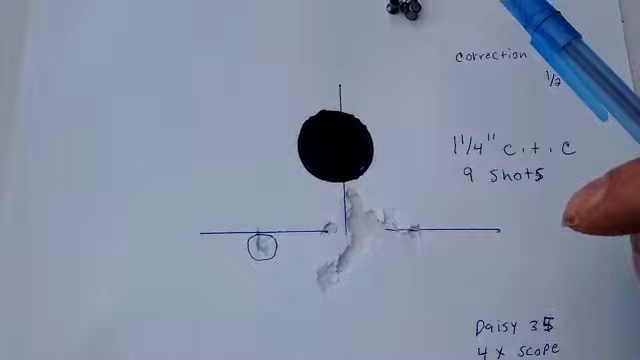 correction
1/2
1 1/4" c.t.c
9 shots
Daisy 35
4x scope